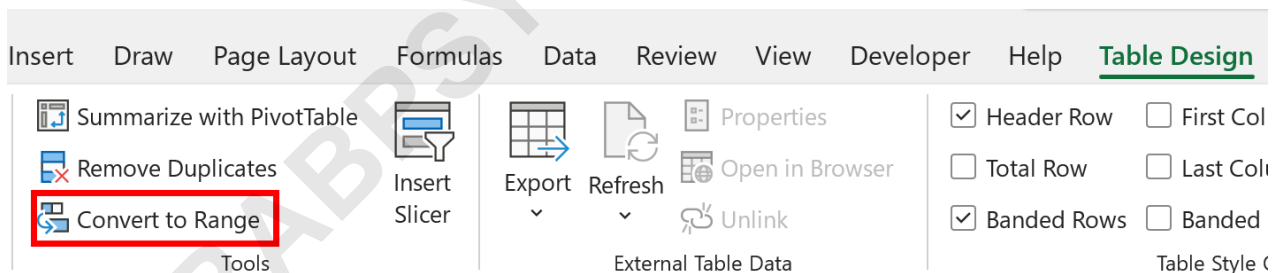 Insert Draw Page Layout Formulas Data Review View Developer Help Table Design
Summarize with PivotTable
Remove Duplicates
Convert to Range
Tools
Insert
Slicer
Export
Refresh
Properties
Open in Browser
Unlink
External Table Data
Header Row
Total Row
Banded Rows
First Col
Last Colu
Banded
Table Style